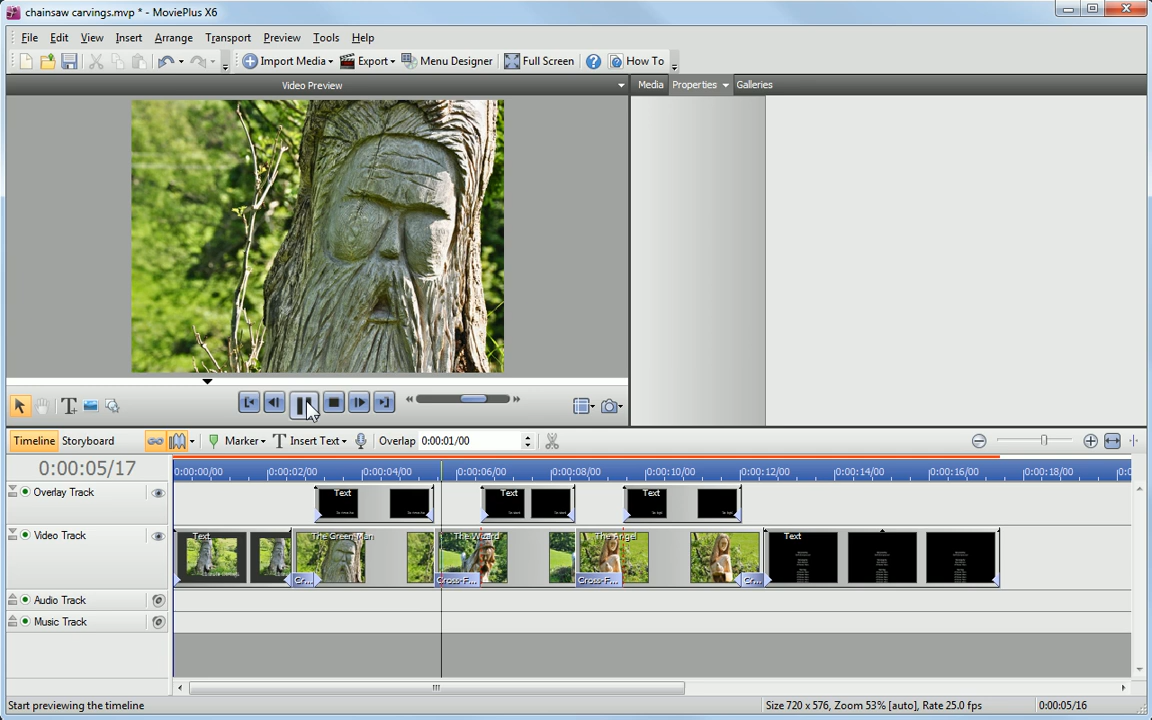 chainsaw carvings.mvp * - MoviePlus X6
File Edit View Insert Arrange Transport Preview Tools Help
Import Media Export Menu Designer Full Screen ? How To
Video Preview Media Properties Galleries
Timeline Storyboard Marker Insert Text Overlap 0:00:01/00
0:00:05/17 0:00:00/00 0:00:02/00 0:00:04/00 0:00:06/00 0:00:08/00 0:00:10/00 0:00:12/00 0:00:14/00 0:00:16/00 0:00:18/00
Overlay Track Text Text Text
Video Track Text The Green Man The Wizard The Angel Text
Cr... Cross-F... Cross-F... Cr...
Audio Track
Music Track
Start previewing the timeline Size 720 x 576, Zoom 53% [auto], Rate 25.0 fps 0:00:05/16